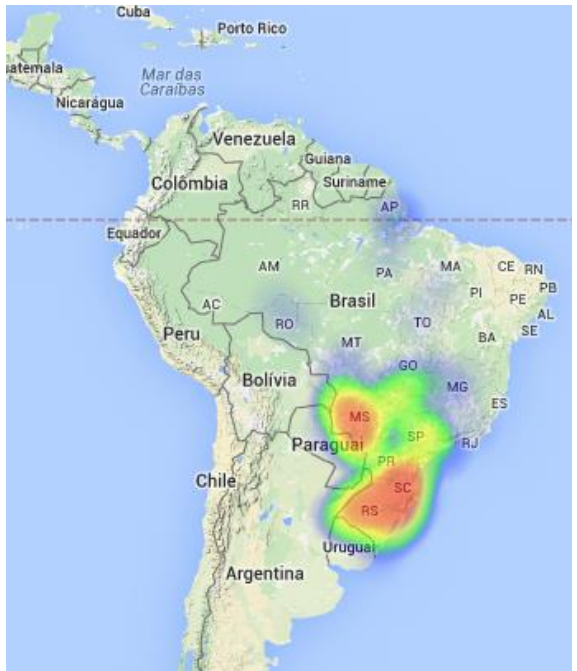 Cuba
Porto Rico
uatemala
Mar das
Caraíbas
Nicarágua
Venezuela
Guiana
Colômbia
Suriname
RR
AP
Equador
AM
PA
MA
CE
RN
PB
PI
PE
AL
AC
Brasil
SE
RO
TO
BA
Peru
MT
GO
Bolívia
MG
ES
MS
SP
RJ
Paraguai
PR
Chile
SC
RS
Uruguai
Argentina